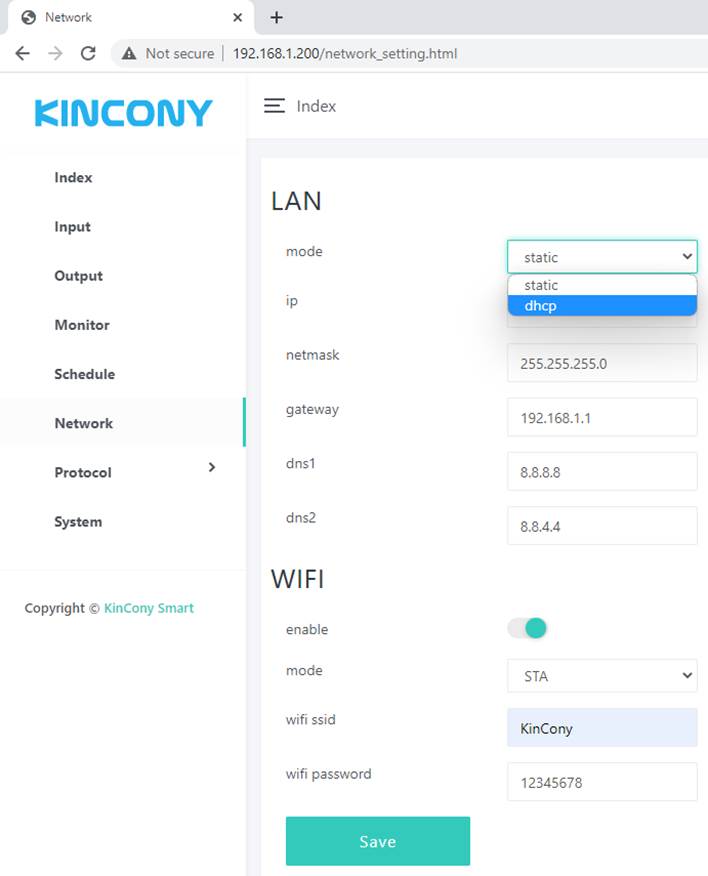 Network
Not secure | 192.168.1.200/network_setting.html
KINCONY
Index
Index
Input
Output
Monitor
Schedule
Network
Protocol
System
Copyright © KinCony Smart
LAN
mode static
static
dhcp
ip
netmask 255.255.255.0
gateway 192.168.1.1
dns1 8.8.8.8
dns2 8.8.4.4
WIFI
enable
mode STA
wifi ssid KinCony
wifi password 12345678
Save